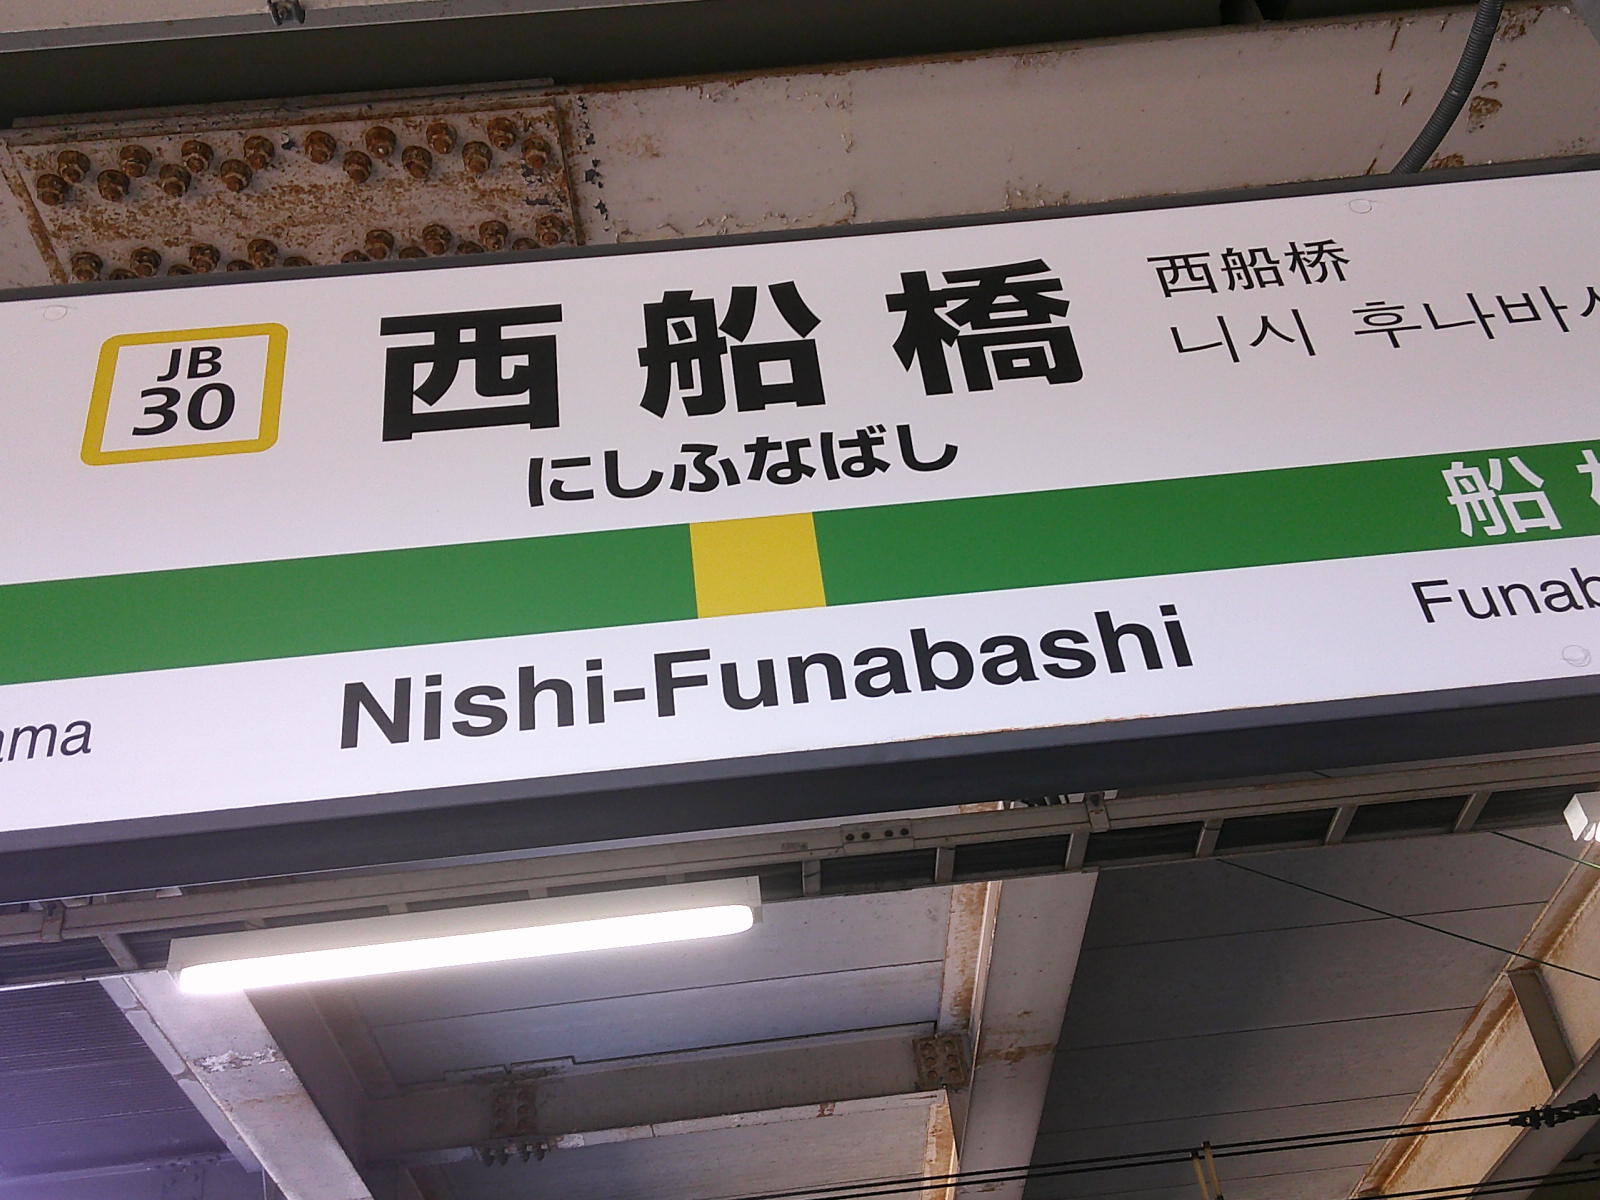 JB
30
西船橋
にしふなばし
西船桥
니시 후나바
船
Nishi-Funabashi
Funab
ama